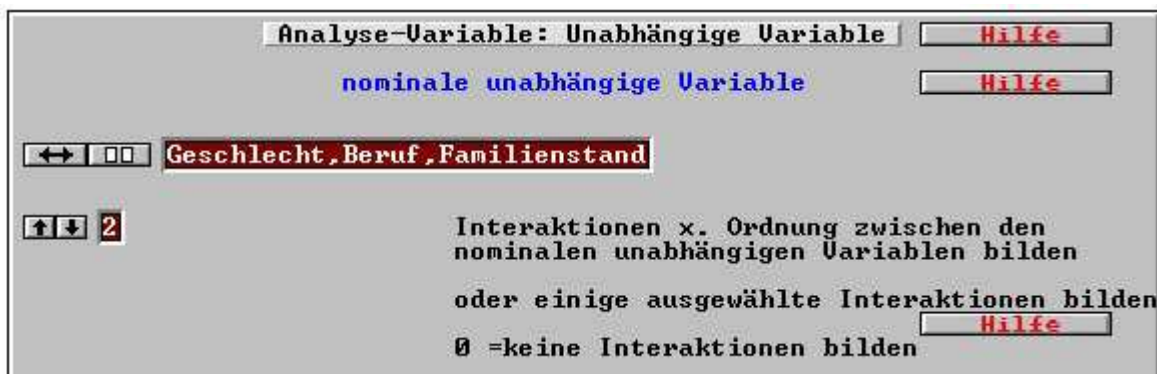 Analyse-Variable: Unabhängige Variable Hilfe
nominale unabhängige Variable Hilfe
Geschlecht,Beruf,Familienstand
2 Interaktionen x. Ordnung zwischen den
nominalen unabhängigen Variablen bilden
oder einige ausgewählte Interaktionen bilden
Hilfe
0 =keine Interaktionen bilden